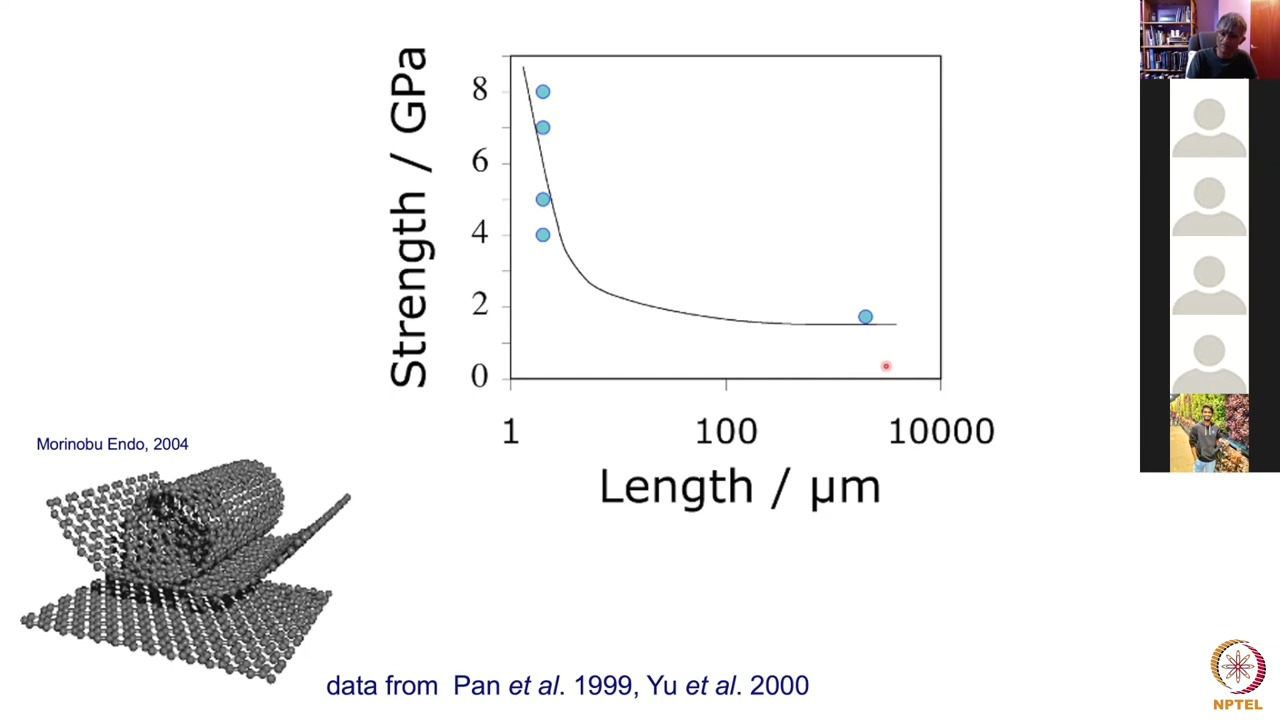 Strength / GPa
8
6
4
2
0
1 100 10000
Length / μm
Morinobu Endo, 2004
data from Pan et al. 1999, Yu et al. 2000
NPTEL